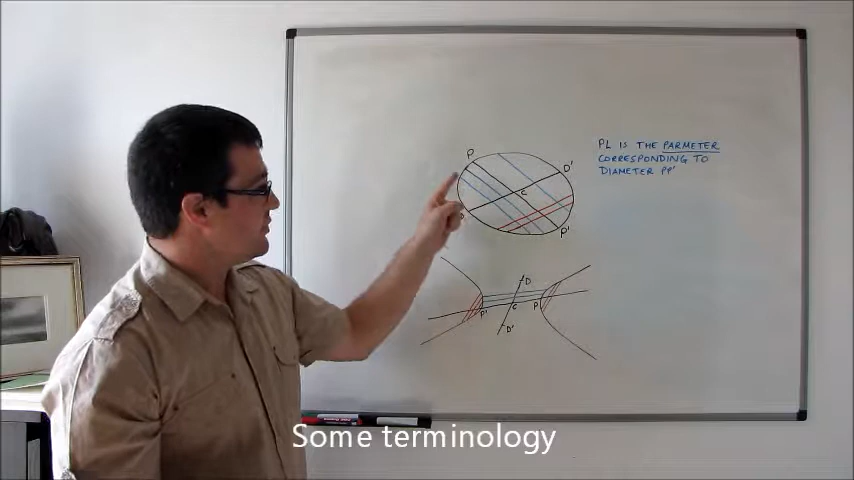 PL IS THE PARMETER
CORRESPONDING TO
DIAMETER PP'
P
D'
C
P'
D
P'
C
P
D'
Some terminology